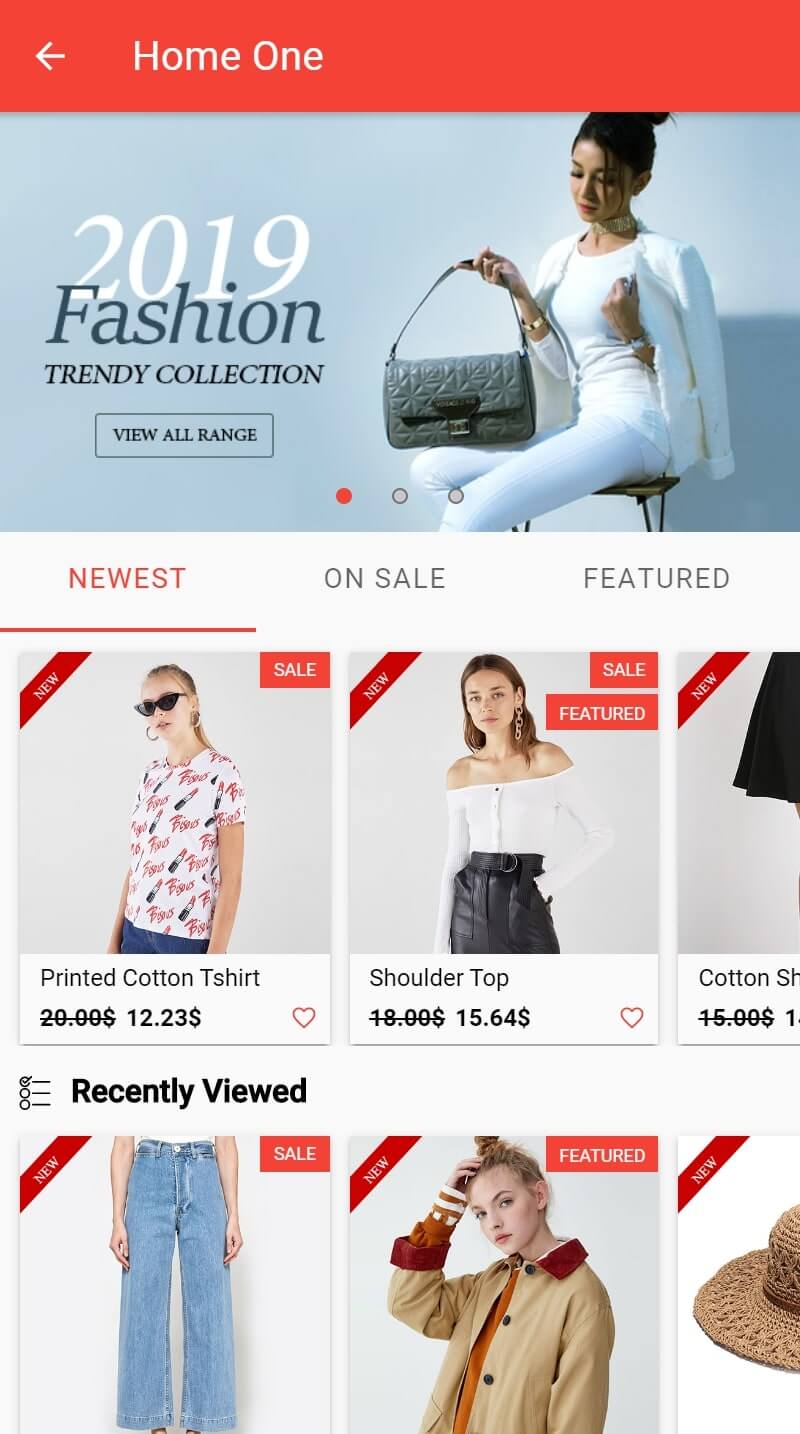 Home One
2019
Fashion
TRENDY COLLECTION
VIEW ALL RANGE
NEWEST
ON SALE
FEATURED
NEW
SALE
NEW
SALE
FEATURED
NEW
Bisous
Printed Cotton Tshirt
20.00$ 12.23$
Shoulder Top
18.00$ 15.64$
Cotton Sh
15.00$ 1
Recently Viewed
NEW
SALE
NEW
FEATURED
NEW